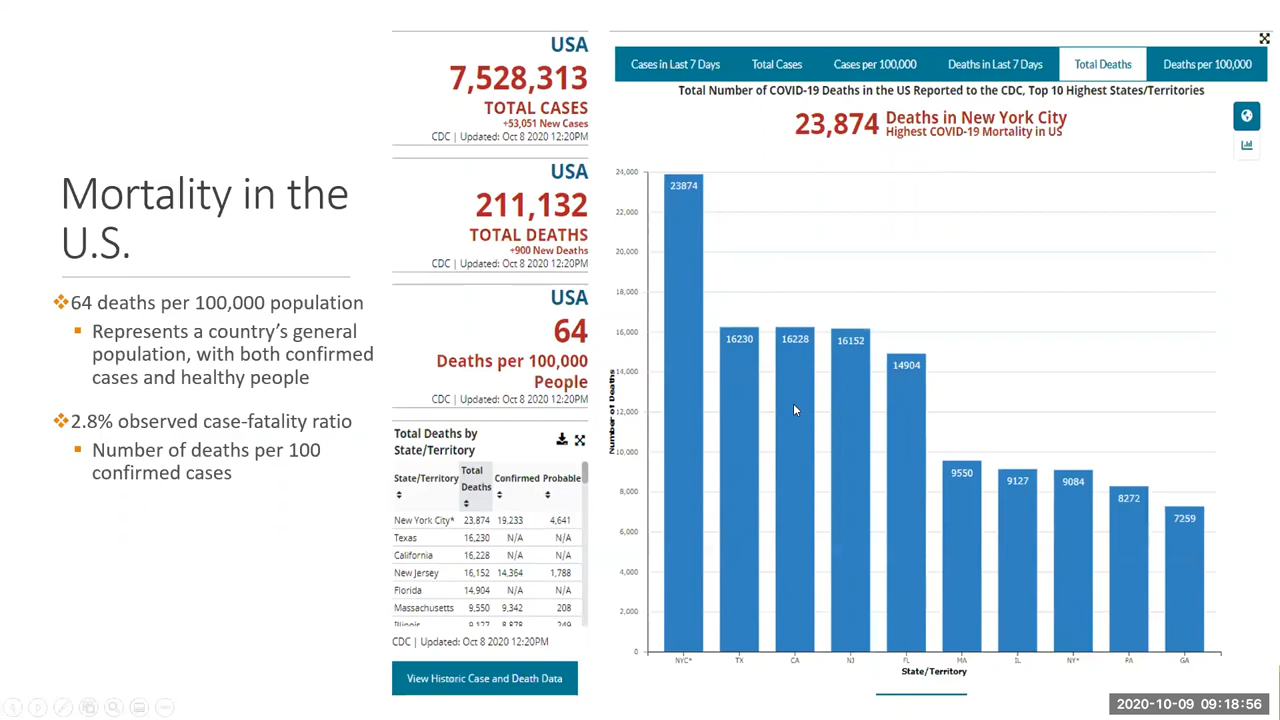 Mortality in the
U.S.
64 deaths per 100,000 population
Represents a country's general
population, with both confirmed
cases and healthy people
2.8% observed case-fatality ratio
Number of deaths per 100
confirmed cases
USA
7,528,313
TOTAL CASES
+53,051 New Cases
CDC | Updated: Oct 8 2020 12:20PM
USA
211,132
TOTAL DEATHS
+900 New Deaths
CDC | Updated: Oct 8 2020 12:20PM
USA
64
Deaths per 100,000
People
CDC | Updated: Oct 8 2020 12:20PM
Total Deaths by
State/Territory
State/Territory Total Deaths Confirmed Probable
New York City* 23,874 19,233 4,641
Texas 16,230 N/A N/A
California 16,228 N/A N/A
New Jersey 16,152 14,364 1,788
Florida 14,904 N/A N/A
Massachusetts 9,550 9,342 208
Illinois 9,127 8,878 249
CDC | Updated: Oct 8 2020 12:20PM
View Historic Case and Death Data
Cases in Last 7 Days Total Cases Cases per 100,000 Deaths in Last 7 Days Total Deaths Deaths per 100,000
Total Number of COVID-19 Deaths in the US Reported to the CDC, Top 10 Highest States/Territories
23,874 Deaths in New York City
Highest COVID-19 Mortality in US
Number of Deaths
24,000
22,000
20,000
18,000
16,000
14,000
12,000
10,000
8,000
6,000
4,000
2,000
0
23874
16230
16228
16152
14904
9550
9127
9084
8272
7259
NYC* TX CA NJ FL MA IL NY* PA GA
State/Territory
2020-10-09 09:18:56